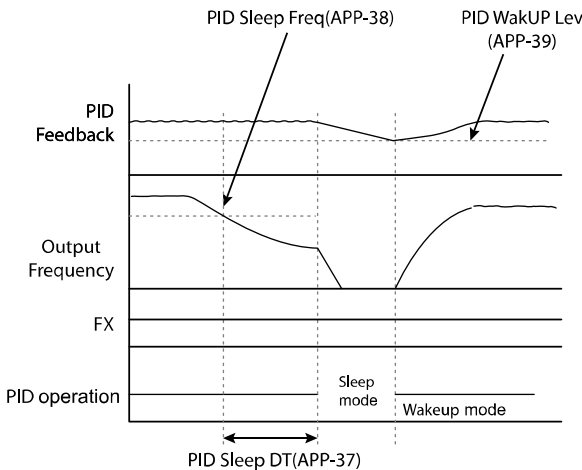 PID Sleep Freq(APP-38)
PID WakUP Lev
(APP-39)
PID
Feedback
Output
Frequency
FX
PID operation
Sleep
mode
Wakeup mode
PID Sleep DT(APP-37)